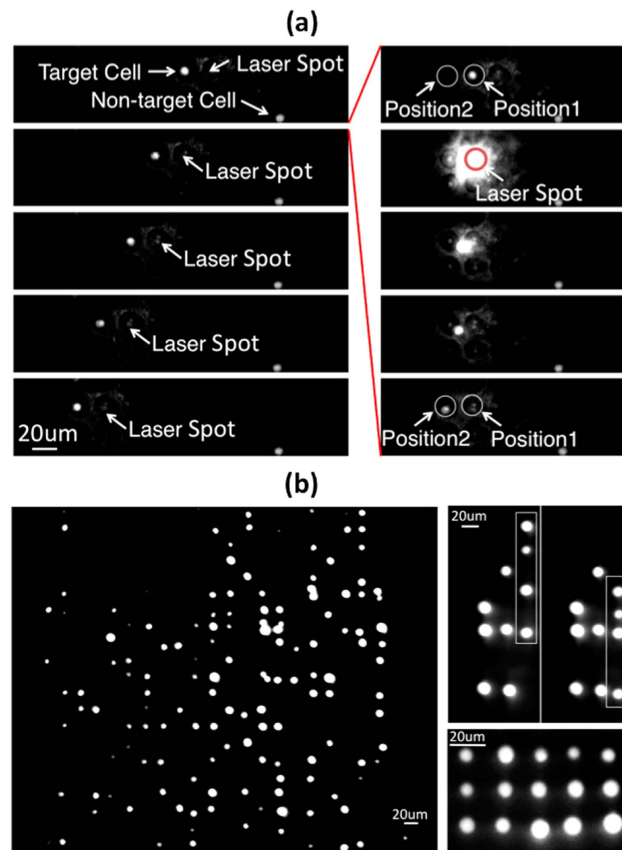 (a)
Target Cell
Laser Spot
Non-target Cell
Laser Spot
Laser Spot
Laser Spot
Laser Spot
20um
Position2
Position1
Laser Spot
Position2
Position1
(b)
20um
20um
20um